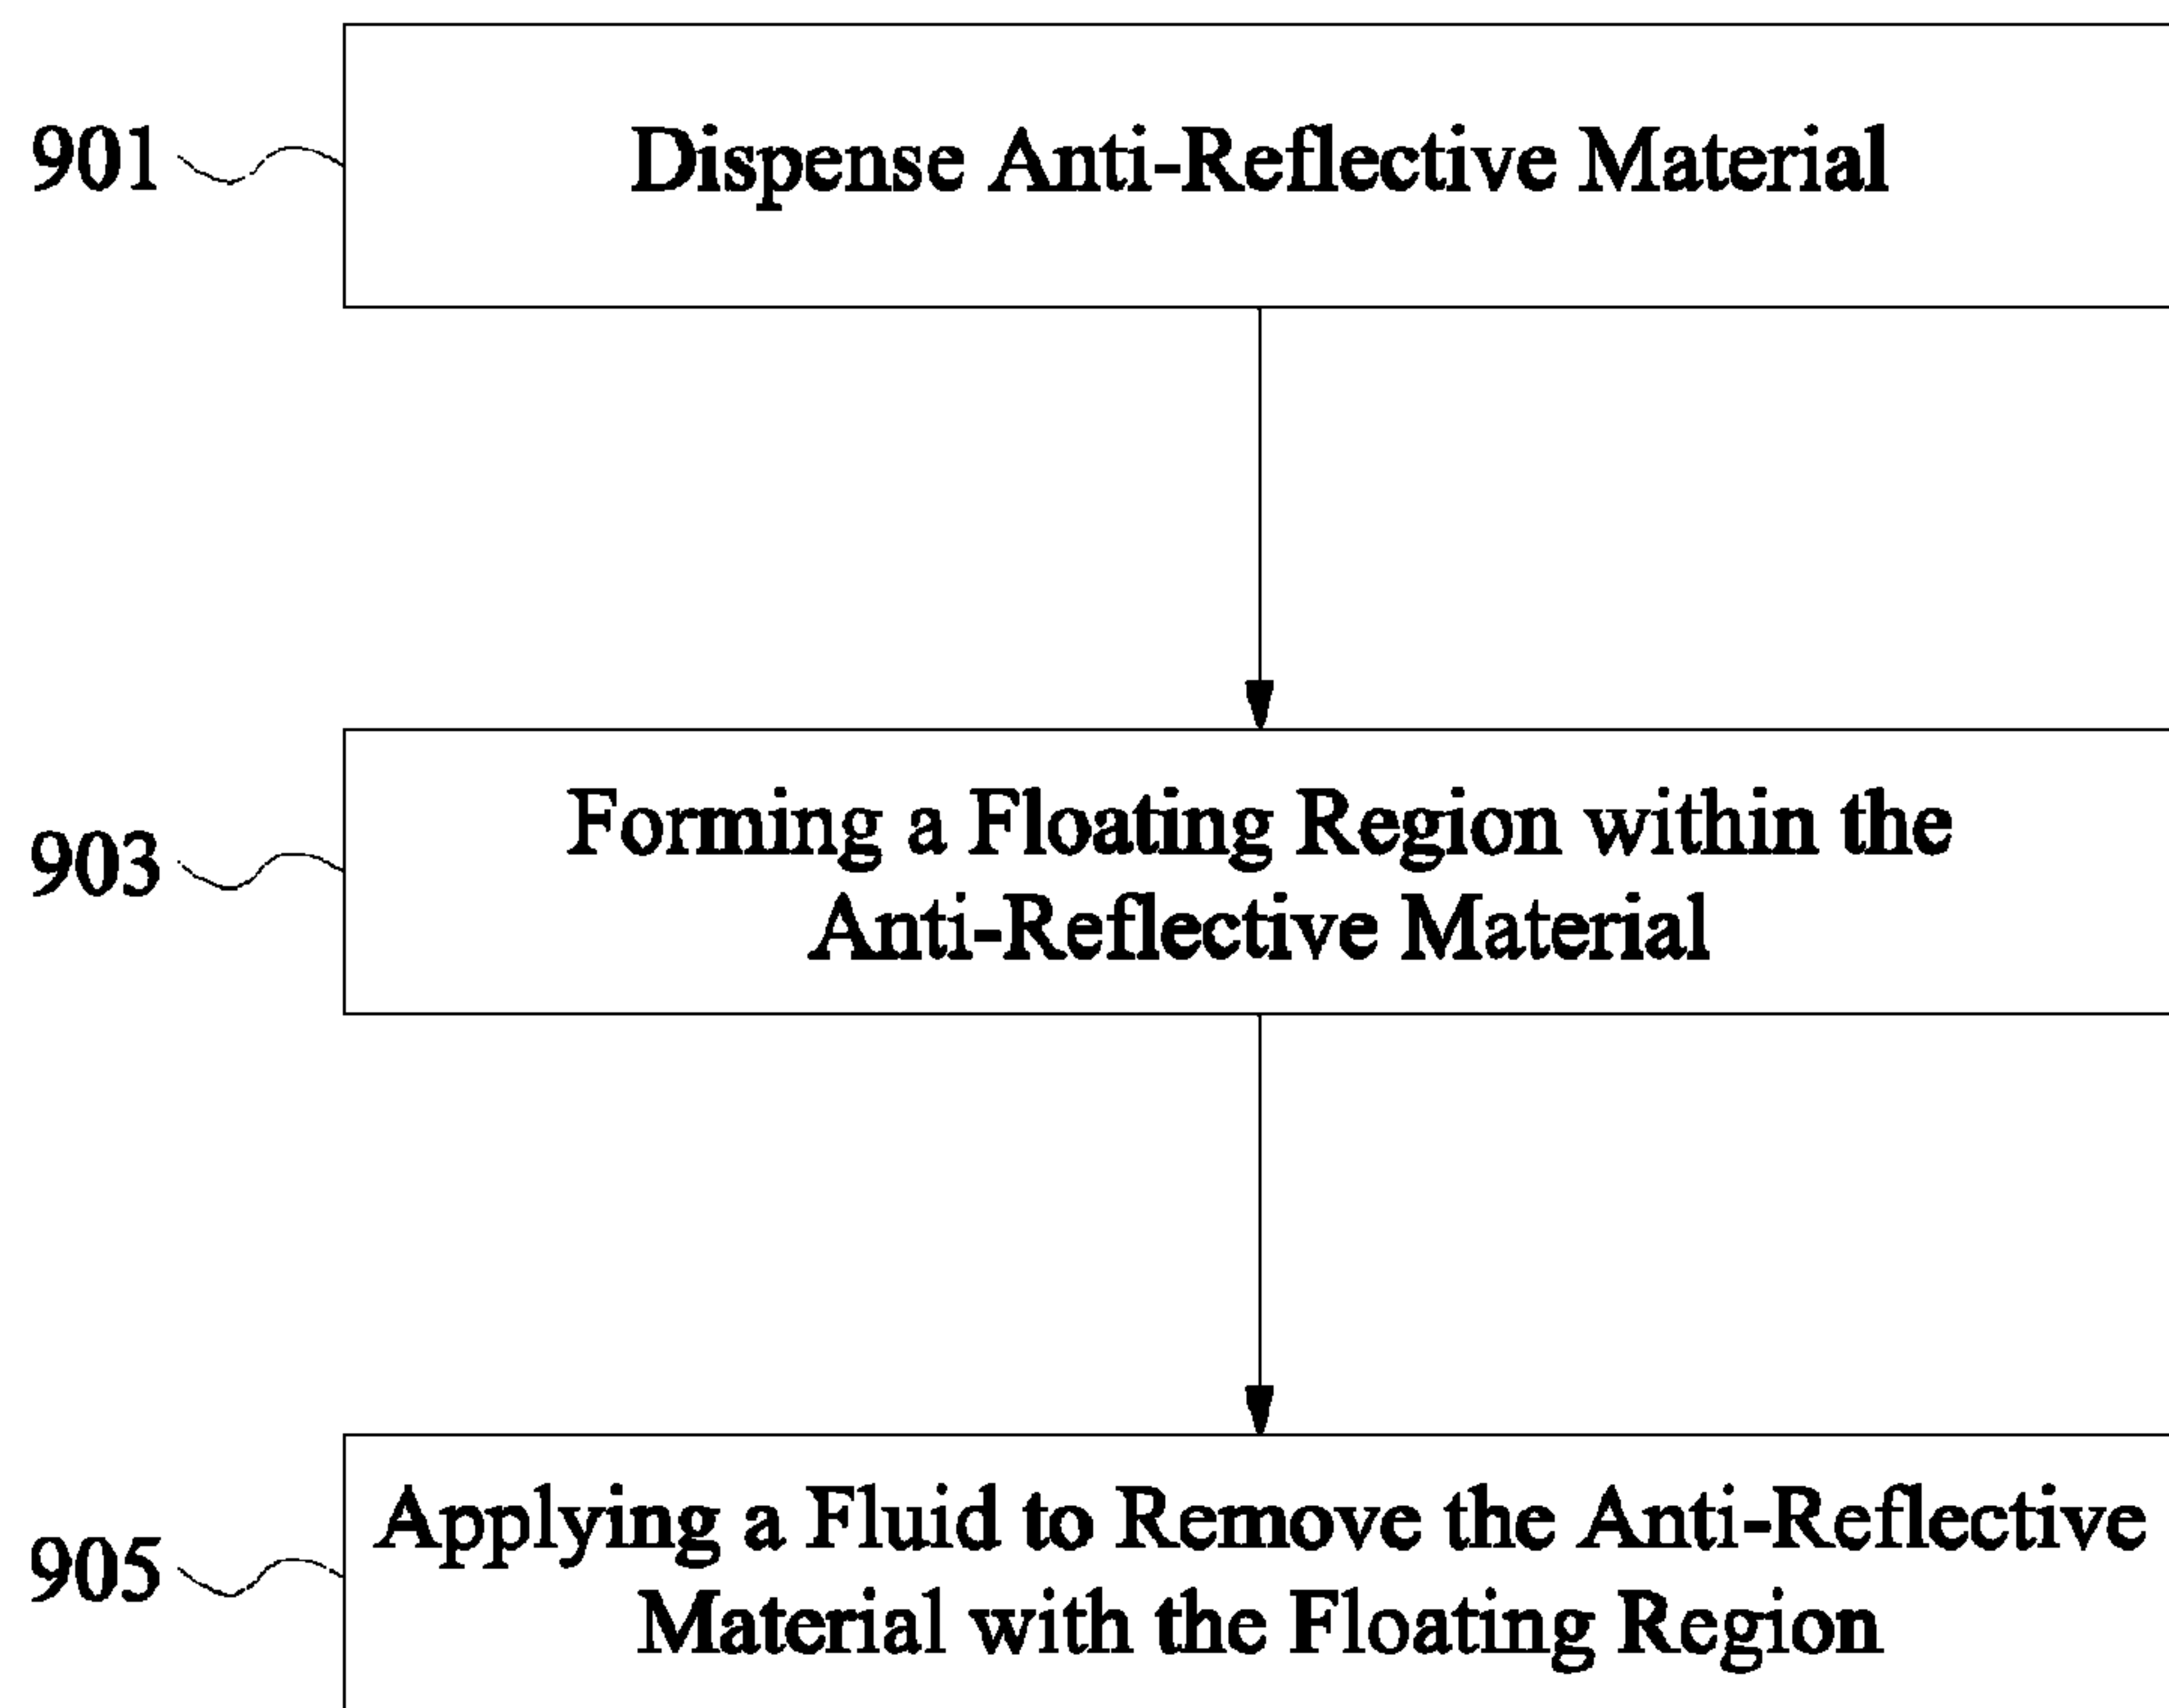 901
Dispense Anti-Reflective Material
903
Forming a Floating Region within the
Anti-Reflective Material
905
Applying a Fluid to Remove the Anti-Reflective
Material with the Floating Region